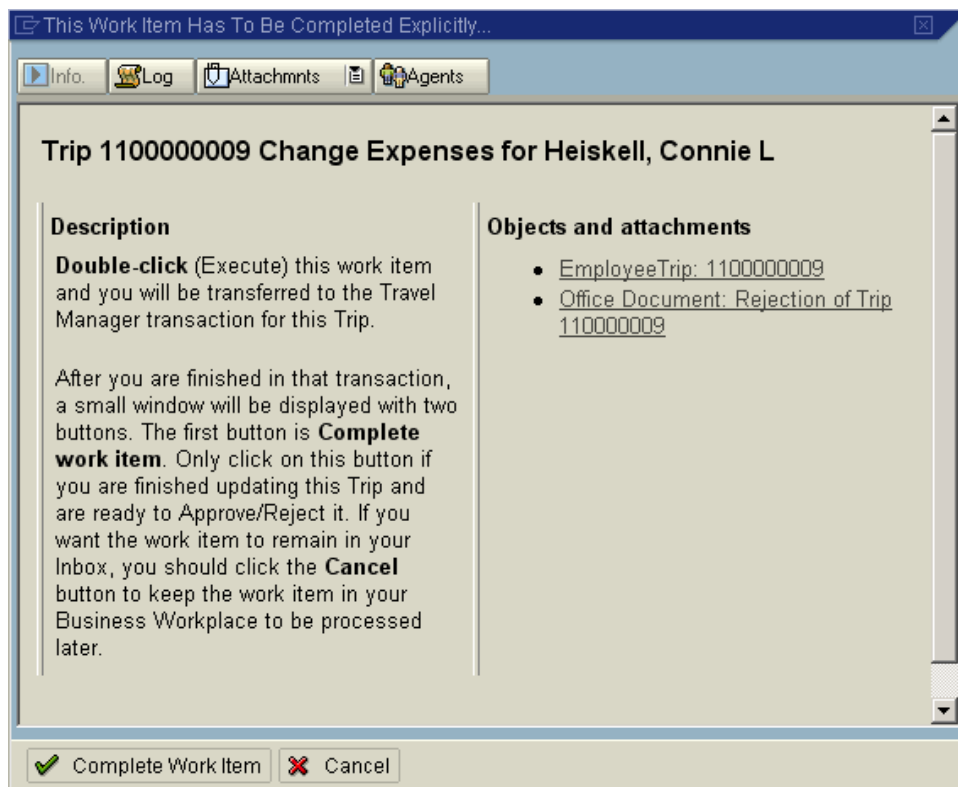 This Work Item Has To Be Completed Explicitly...
Info. Log Attachmnts Agents
Trip 1100000009 Change Expenses for Heiskell, Connie L
Description
Double-click (Execute) this work item
and you will be transferred to the Travel
Manager transaction for this Trip.
After you are finished in that transaction,
a small window will be displayed with two
buttons. The first button is Complete
work item. Only click on this button if
you are finished updating this Trip and
are ready to Approve/Reject it. If you
want the work item to remain in your
Inbox, you should click the Cancel
button to keep the work item in your
Business Workplace to be processed
later.
Objects and attachments
EmployeeTrip: 1100000009
Office Document: Rejection of Trip
110000009
Complete Work Item Cancel